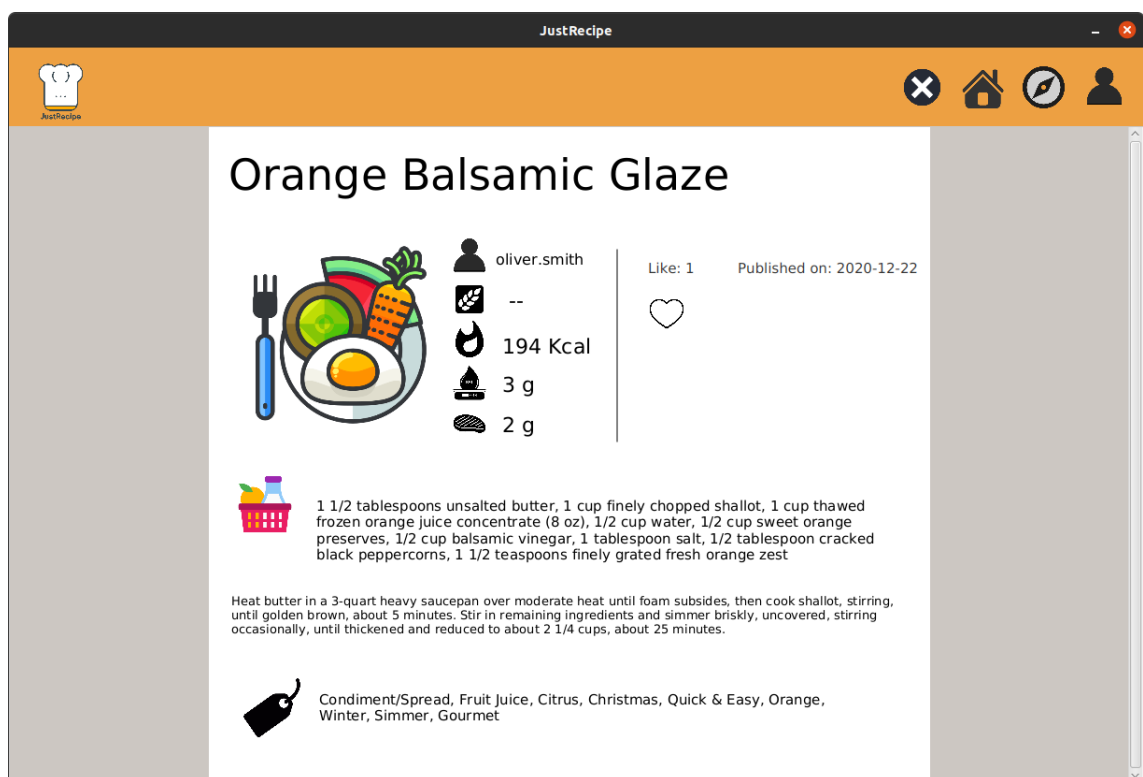 JustRecipe
JustRecipe
Orange Balsamic Glaze
oliver.smith
--
194 Kcal
3 g
2 g
Like: 1
Published on: 2020-12-22
1 1/2 tablespoons unsalted butter, 1 cup finely chopped shallot, 1 cup thawed
frozen orange juice concentrate (8 oz), 1/2 cup water, 1/2 cup sweet orange
preserves, 1/2 cup balsamic vinegar, 1 tablespoon salt, 1/2 tablespoon cracked
black peppercorns, 1 1/2 teaspoons finely grated fresh orange zest
Heat butter in a 3-quart heavy saucepan over moderate heat until foam subsides, then cook shallot, stirring,
until golden brown, about 5 minutes. Stir in remaining ingredients and simmer briskly, uncovered, stirring
occasionally, until thickened and reduced to about 2 1/4 cups, about 25 minutes.
Condiment/Spread, Fruit Juice, Citrus, Christmas, Quick & Easy, Orange,
Winter, Simmer, Gourmet